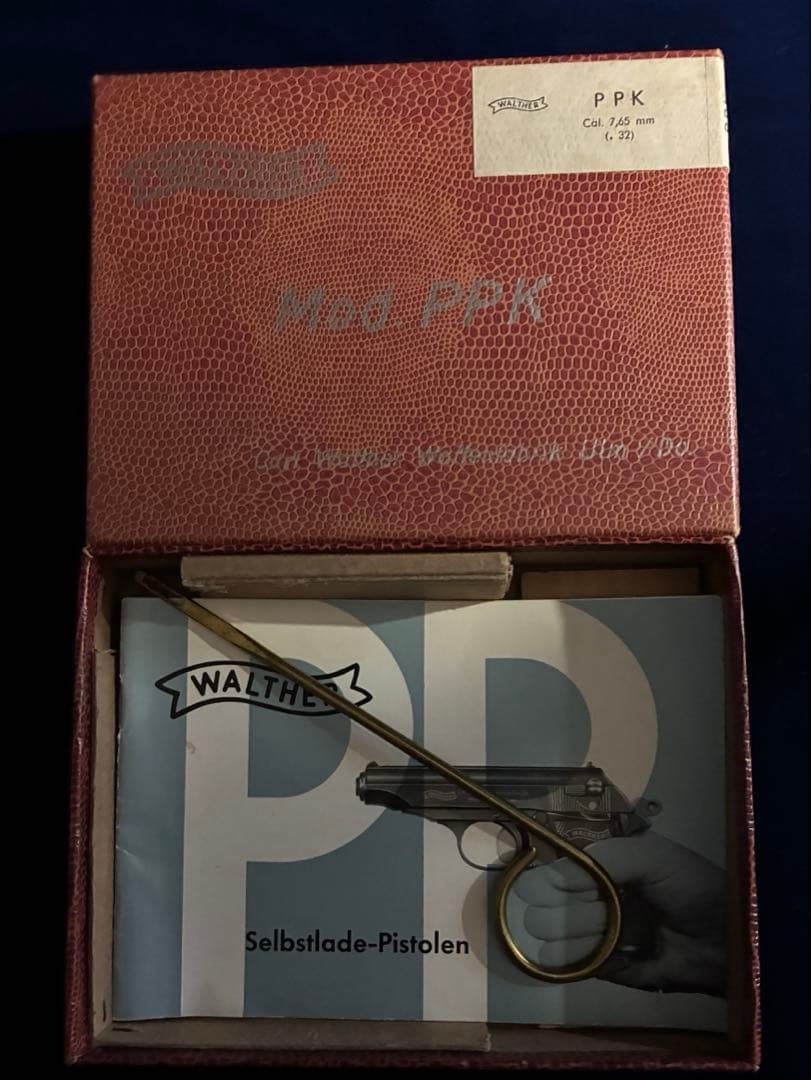 WALTHER
PPK
Cal. 7,65 mm
(. 32)
WALTHER
Mod. PPK
Carl Walther Waffenfabrik Ulm / Do.
PP
WALTHER
WALTHER
Selbstlade-Pistolen